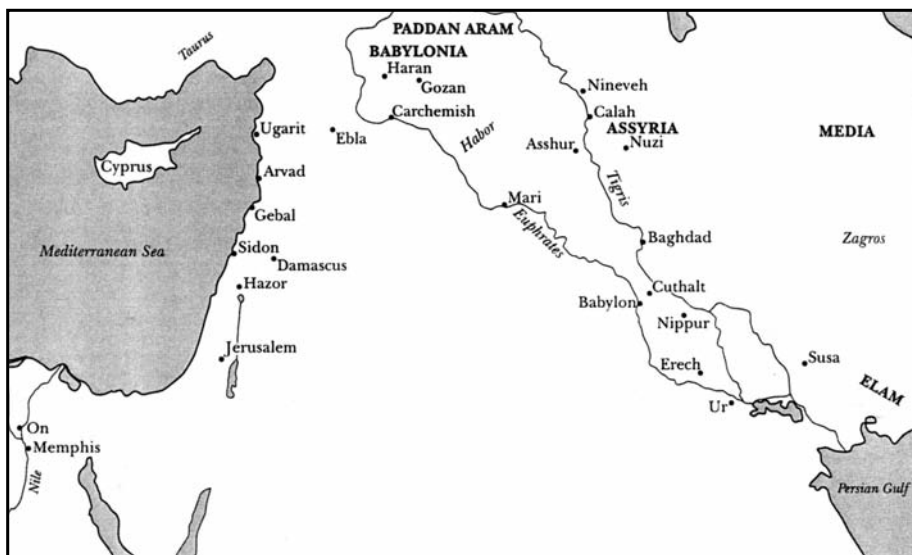 PADDAN ARAM
Taurus
BABYLONIA
Haran
Gozan
Nineveh
Carchemish
Calah
Ugarit
Ebla
Habor
ASSYRIA
MEDIA
Asshur
Nuzi
Cyprus
Arvad
Tigris
Mari
Gebal
Euphrates
Mediterranean Sea
Sidon
Baghdad
Zagros
Damascus
Hazor
Cuthalt
Babylon
Nippur
Jerusalem
Erech
Susa
ELAM
Ur
On
Memphis
Nile
Persian Gulf